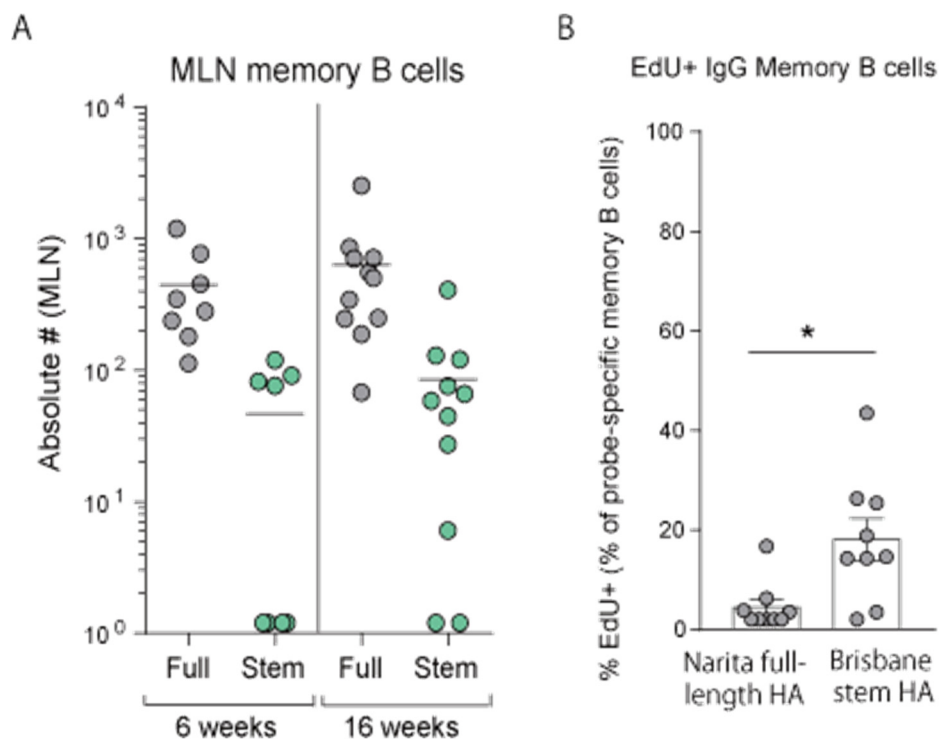 A
MLN memory B cells
Absolute # (MLN)
10 4
10 3
10 2
10 1
10 0
Full
Stem
Full
Stem
6 weeks
16 weeks
B
EdU+ IgG Memory B cells
% EdU+ (% of probe-specific memory B cells)
100
80
60
40
20
0
*
Narita full-
length HA
Brisbane
stem HA